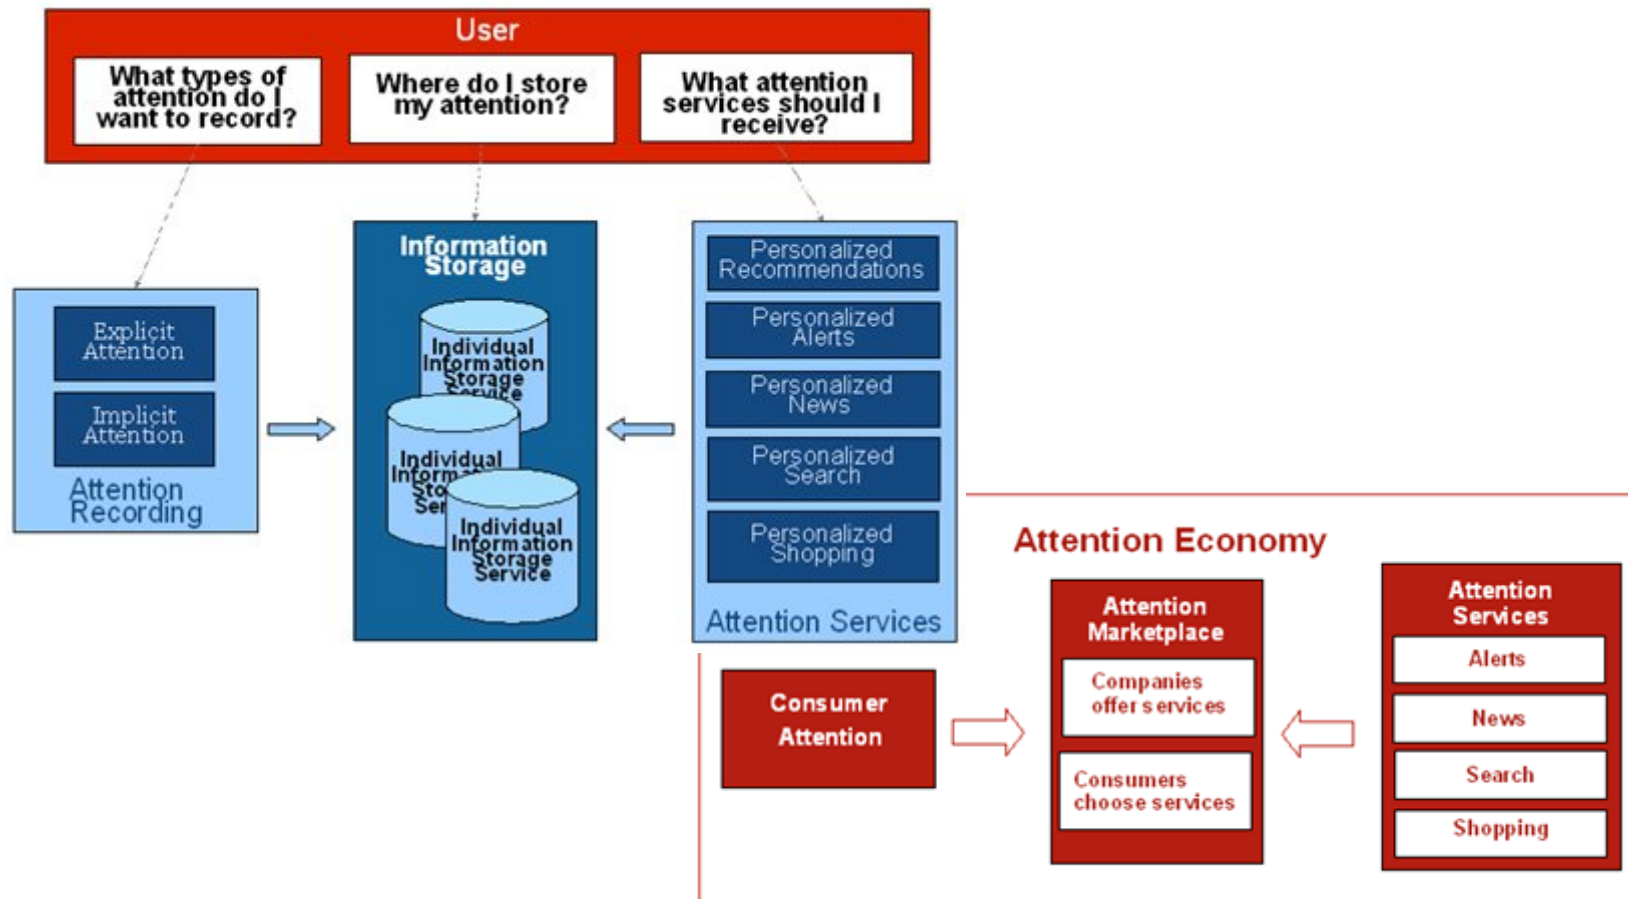 User
What types of
attention do I
want to record?
Where do I store
my attention?
What attention
services should I
receive?
Explicit
Attention
Implicit
Attention
Attention
Recording
Information
Storage
Individual
Information
Storage
Service
Individual
Information
Individual
Information
Storage
Service
Personalized
Recommendations
Personalized
Alerts
Personalized
News
Personalized
Search
Personalized
Shopping
Attention Services
Attention Economy
Consumer
Attention
Attention
Marketplace
Companies
offer services
Consumers
choose services
Attention
Services
Alerts
News
Search
Shopping